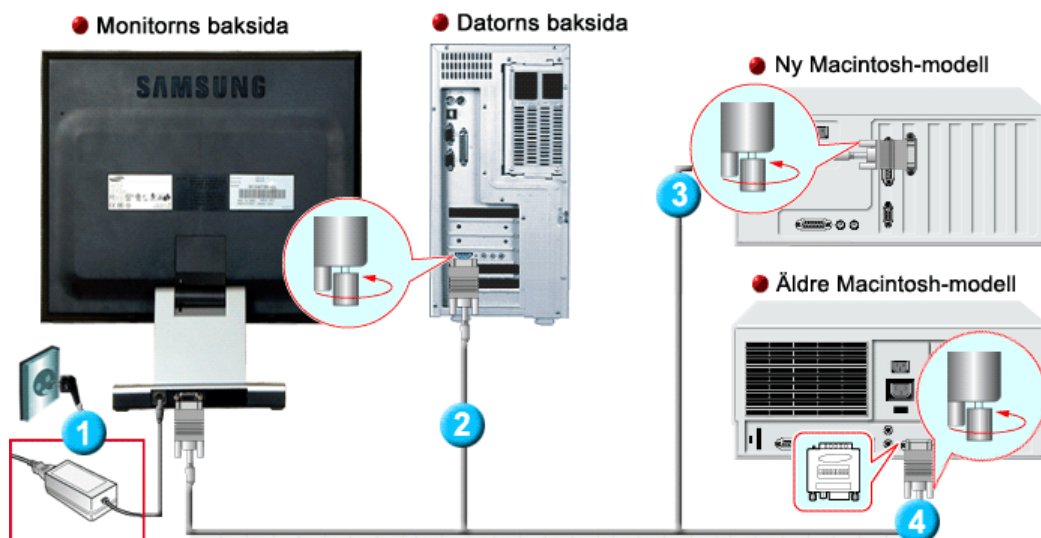 Monitorns baksida
Datorns baksida
Ny Macintosh-modell
SAMSUNG
3
Äldre Macintosh-modell
1
2
4